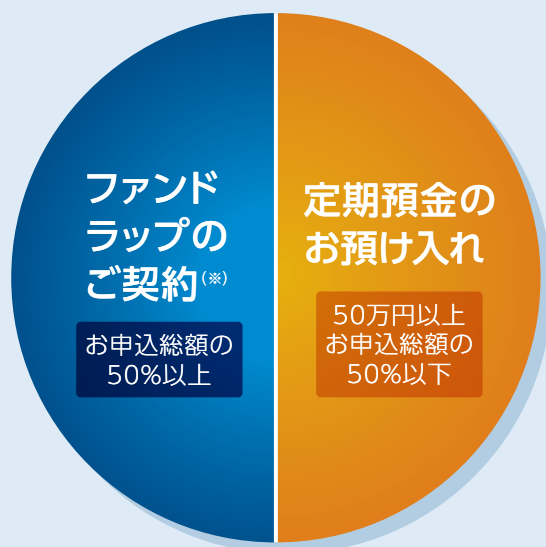 ファンド
ラップの
ご契約(※)
お申込総額の
50%以上
定期預金の
お預け入れ
50万円以上
お申込総額の
50%以下